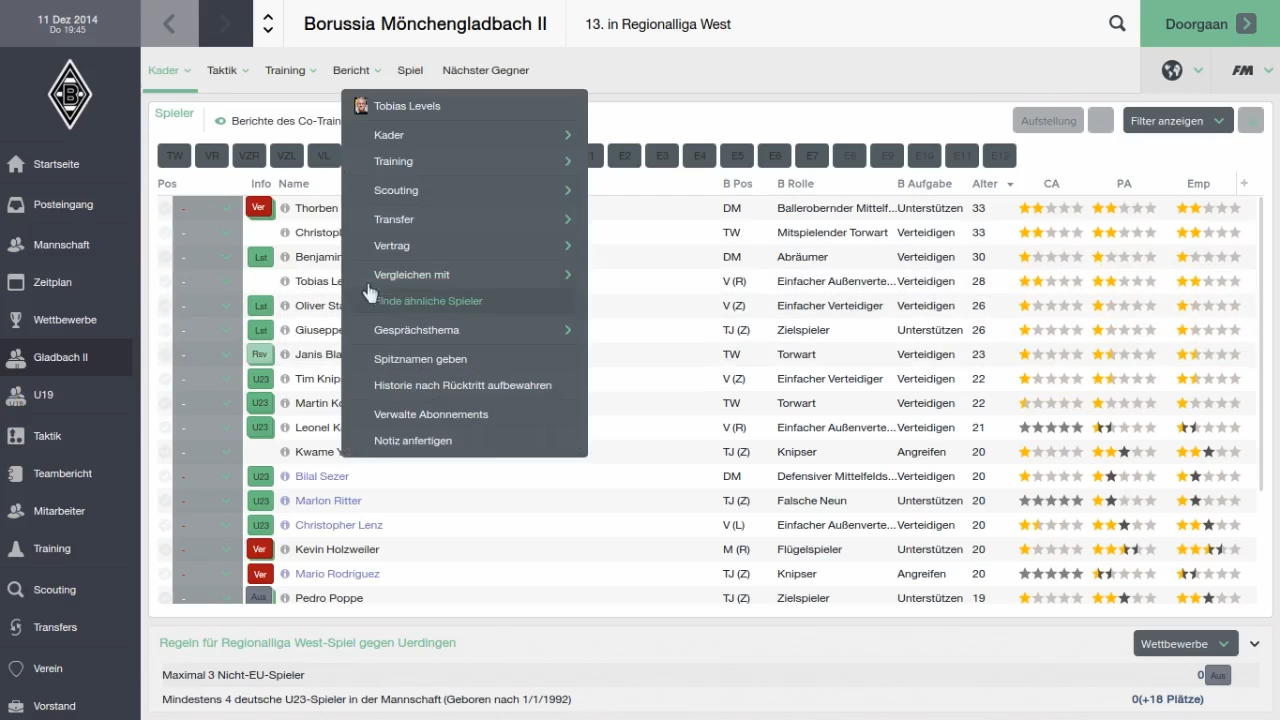 11 Dez 2014
Do 19:45
Borussia Mönchengladbach II
13. in Regionalliga West
Doorgaan
Kader Taktik Training Bericht Spiel Nächster Gegner
FM
Spieler Berichte des Co-Train
Aufstellung Filter anzeigen
TW VR VZR VZL VL E2 E3 E4 E5 E6 E7 E8 E9 E10 E11 E12
Pos Info Name B Pos B Rolle B Aufgabe Alter CA PA Emp
- Ver Thorben DM Ballerobernder Mittelf... Unterstützen 33
- Christoph TW Mitspielender Torwart Verteidigen 33
- Lst Benjamin DM Abräumer Verteidigen 30
- Tobias Le V (R) Einfacher Außenverte... Verteidigen 28
- Lst Oliver Sta V (Z) Einfacher Verteidiger Verteidigen 26
- Lst Giuseppe TJ (Z) Zielspieler Unterstützen 26
- Rsv Janis Bla TW Torwart Verteidigen 23
- U23 Tim Knip V (Z) Einfacher Verteidiger Verteidigen 22
- U23 Martin Ko TW Torwart Verteidigen 22
- U23 Leonel K V (R) Einfacher Außenverte... Verteidigen 21
- Kwame Y TJ (Z) Knipser Angreifen 20
- U23 Bilal Sezer DM Defensiver Mittelfelds... Verteidigen 20
- U23 Marlon Ritter TJ (Z) Falsche Neun Unterstützen 20
- U23 Christopher Lenz V (L) Einfacher Außenverte... Verteidigen 20
- Ver Kevin Holzweiler M (R) Flügelspieler Unterstützen 20
- Ver Mario Rodríguez TJ (Z) Knipser Angreifen 20
- Aus Pedro Poppe TJ (Z) Zielspieler Unterstützen 19
Tobias Levels
Kader
Training
Scouting
Transfer
Vertrag
Vergleichen mit
Finde ähnliche Spieler
Gesprächsthema
Spitznamen geben
Historie nach Rücktritt aufbewahren
Verwalte Abonnements
Notiz anfertigen
Startseite
Posteingang
Mannschaft
Zeitplan
Wettbewerbe
Gladbach II
U19
Taktik
Teambericht
Mitarbeiter
Training
Scouting
Transfers
Verein
Vorstand
Regeln für Regionalliga West-Spiel gegen Uerdingen Wettbewerbe
Maximal 3 Nicht-EU-Spieler 0 Aus
Mindestens 4 deutsche U23-Spieler in der Mannschaft (Geboren nach 1/1/1992) 0(+18 Plätze)